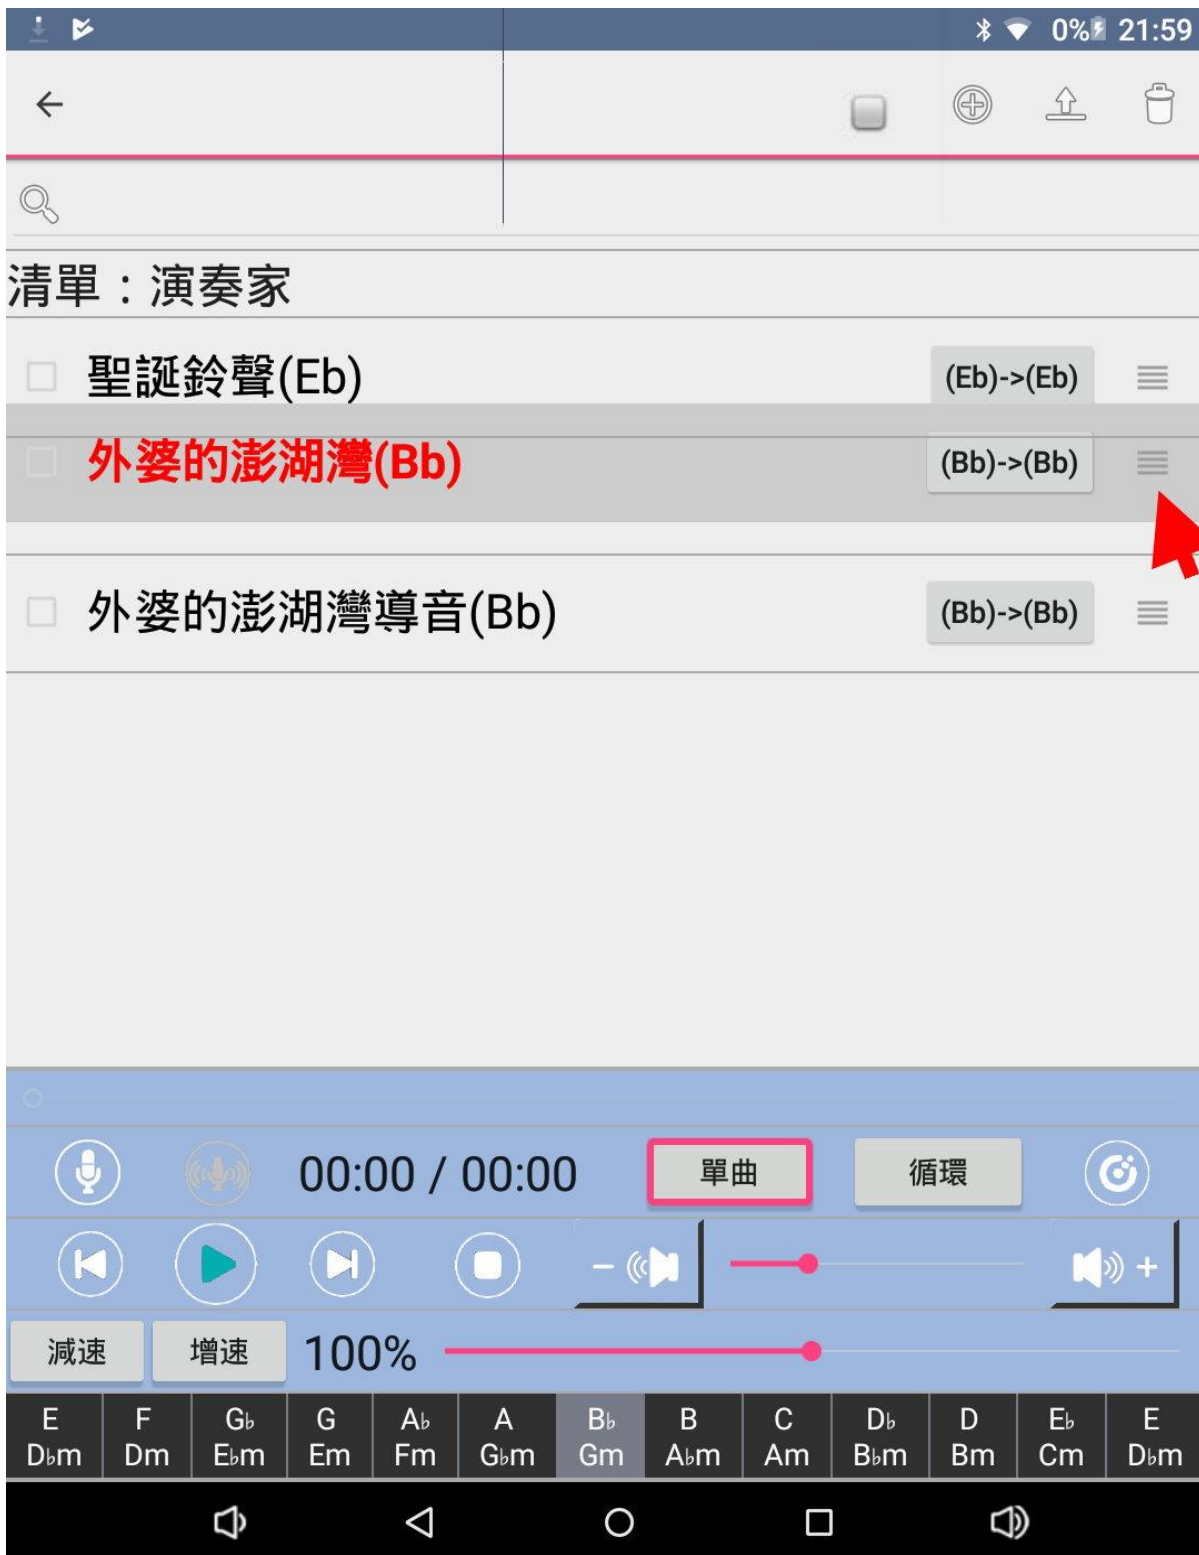 0% 21:59
清單：演奏家
聖誕鈴聲(Eb) (Eb)->(Eb)
外婆的澎湖灣(Bb) (Bb)->(Bb)
外婆的澎湖灣導音(Bb) (Bb)->(Bb)
00:00 / 00:00 單曲 循環
− +
減速 增速 100%
E F G♭ G A♭ A B♭ B C D♭ D E♭ E
D♭m Dm E♭m Em Fm G♭m Gm A♭m Am B♭m Bm Cm D♭m